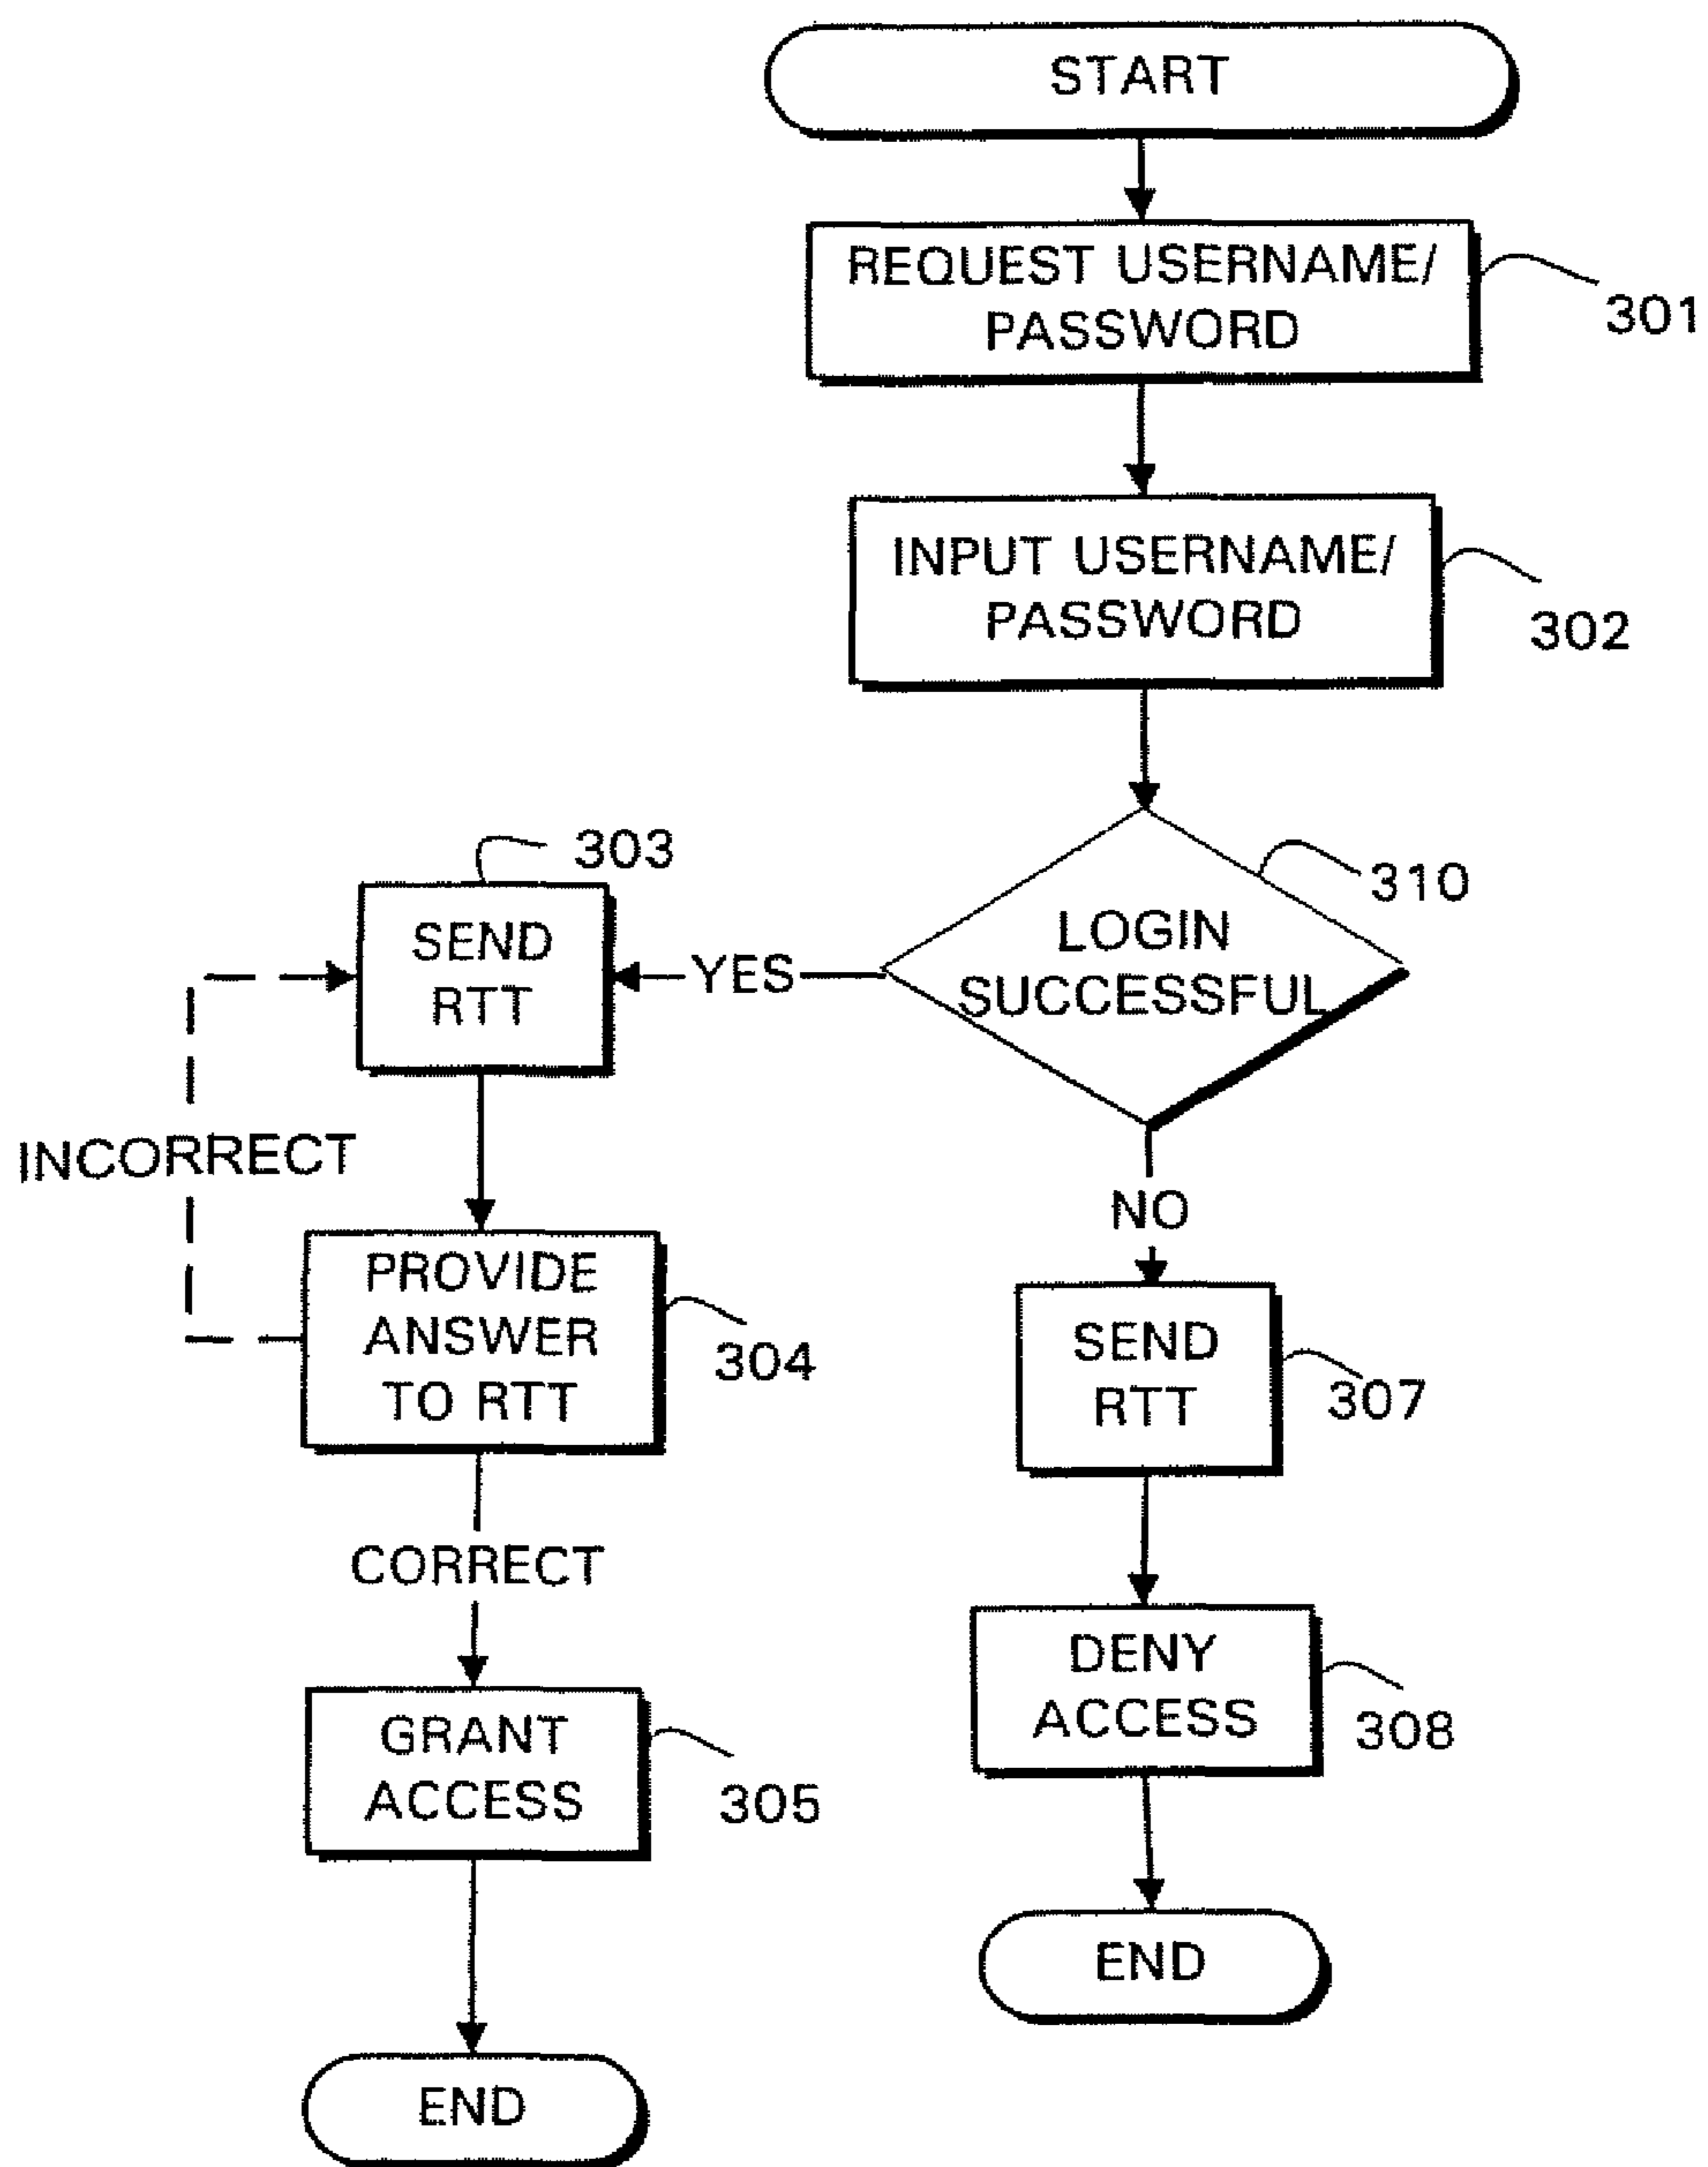 START
REQUEST USERNAME/
PASSWORD
301
INPUT USERNAME/
PASSWORD
302
303
310
SEND
RTT
YES
LOGIN
SUCCESSFUL
INCORRECT
NO
PROVIDE
ANSWER
TO RTT
304
SEND
RTT
307
CORRECT
DENY
ACCESS
308
GRANT
ACCESS
305
END
END